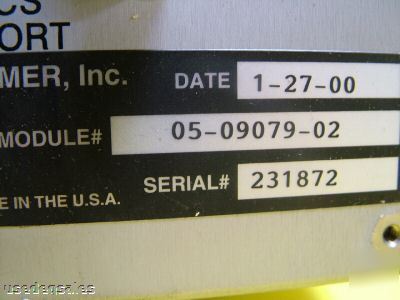 CS
ORT
MER, Inc. DATE 1-27-00
MODULE# 05-09079-02
SERIAL# 231872
E IN THE U.S.A.
usedeqsales